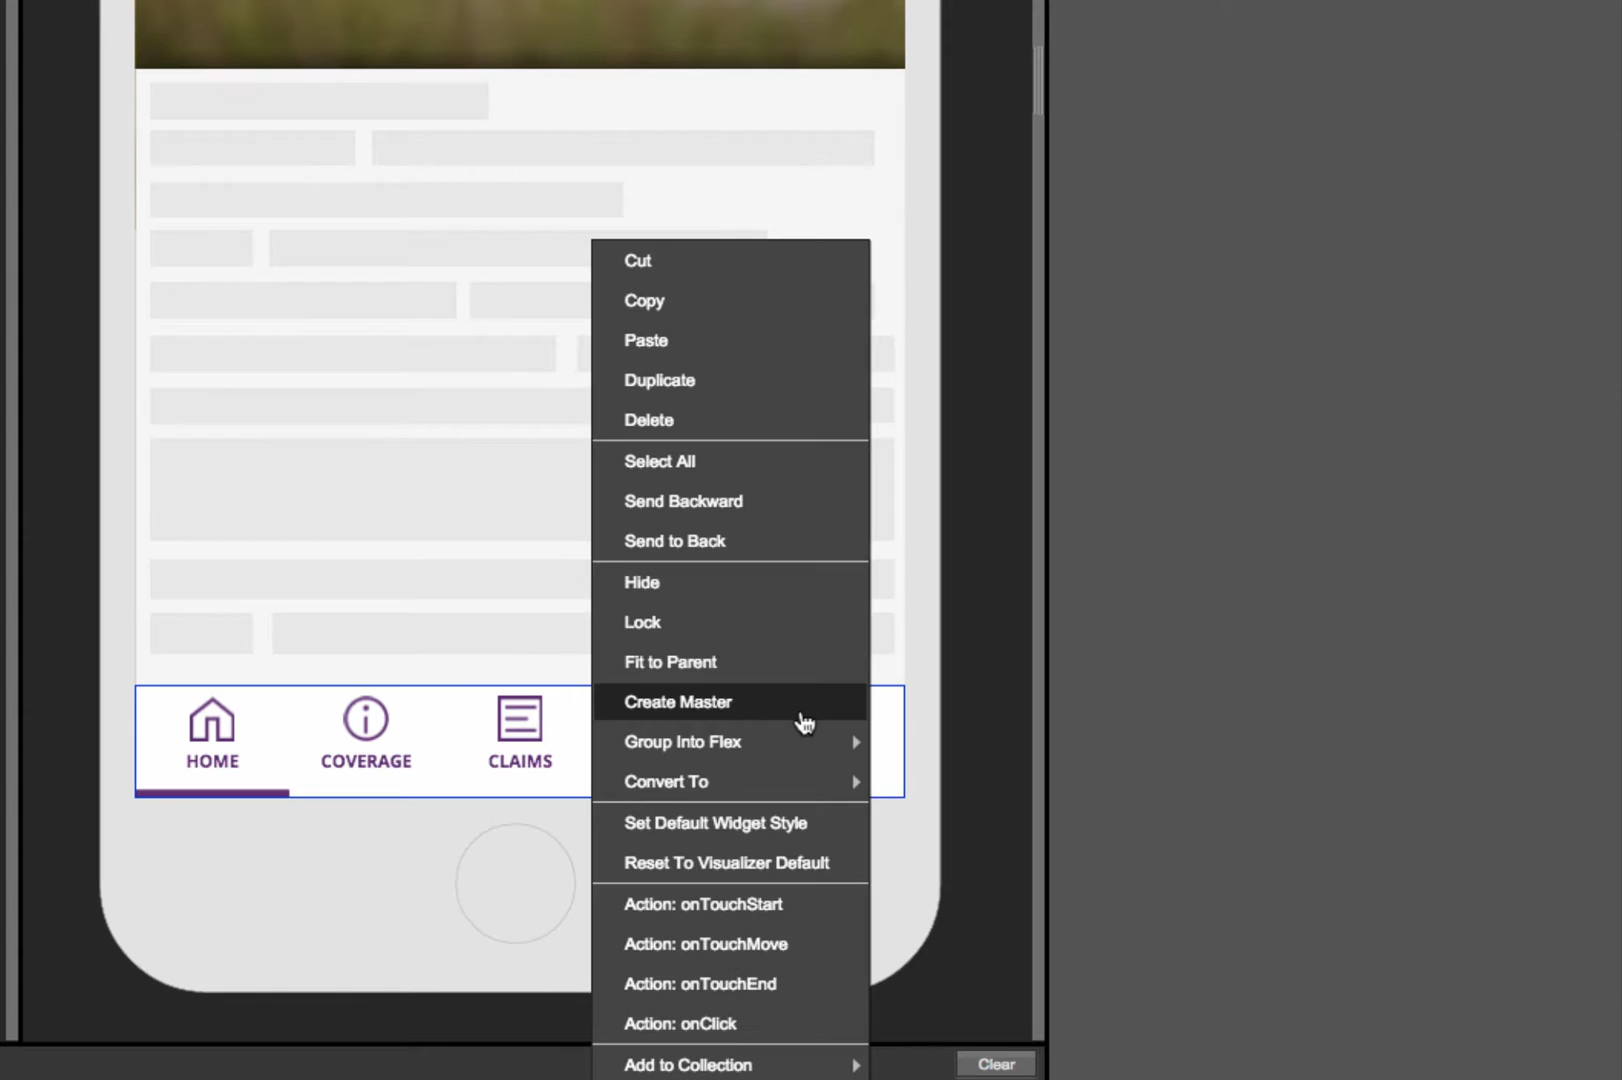 Cut
Copy
Paste
Duplicate
Delete
Select All
Send Backward
Send to Back
Hide
Lock
Fit to Parent
Create Master
Group Into Flex
Convert To
Set Default Widget Style
Reset To Visualizer Default
Action: onTouchStart
Action: onTouchMove
Action: onTouchEnd
Action: onClick
Add to Collection
HOME
COVERAGE
CLAIMS
Clear